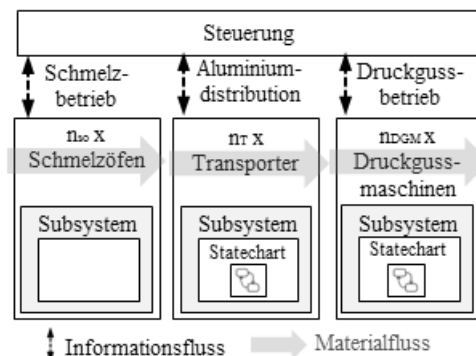 Steuerung
Schmelz-
betrieb
Aluminium-
distribution
Druckguss-
betrieb
nso x
Schmelzöfen
nT x
Transporter
nDGM x
Druckguss-
maschinen
Subsystem
Subsystem
Statechart
Subsystem
Statechart
Informationsfluss
Materialfluss